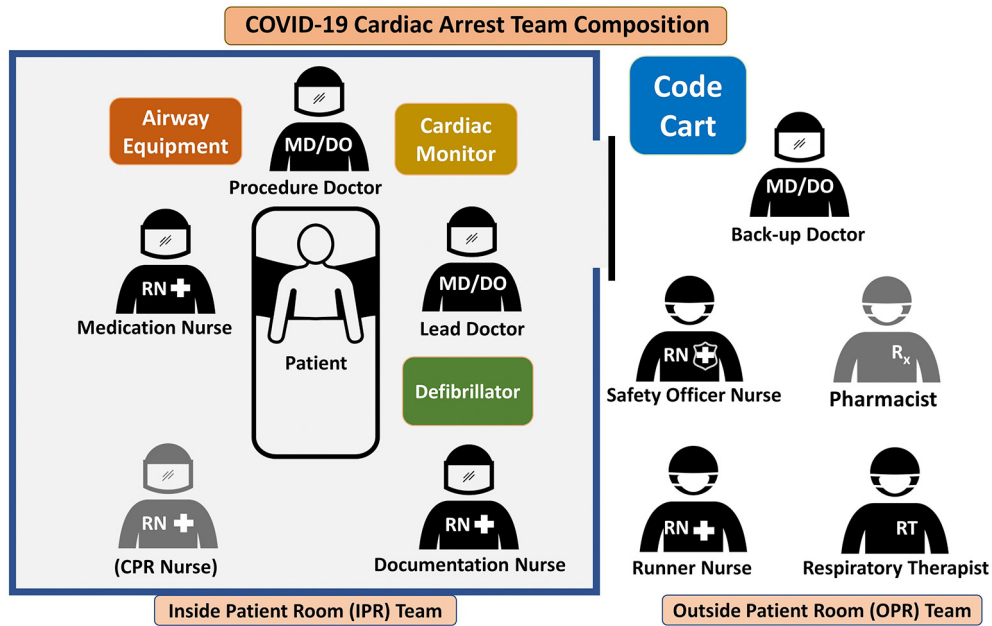 COVID-19 Cardiac Arrest Team Composition
Airway
Equipment
MD/DO
Procedure Doctor
Cardiac
Monitor
Code
Cart
MD/DO
Back-up Doctor
RN
Medication Nurse
Patient
MD/DO
Lead Doctor
Defibrillator
RN
Safety Officer Nurse
Rx
Pharmacist
RN
(CPR Nurse)
RN
Documentation Nurse
RN
Runner Nurse
RT
Respiratory Therapist
Inside Patient Room (IPR) Team
Outside Patient Room (OPR) Team